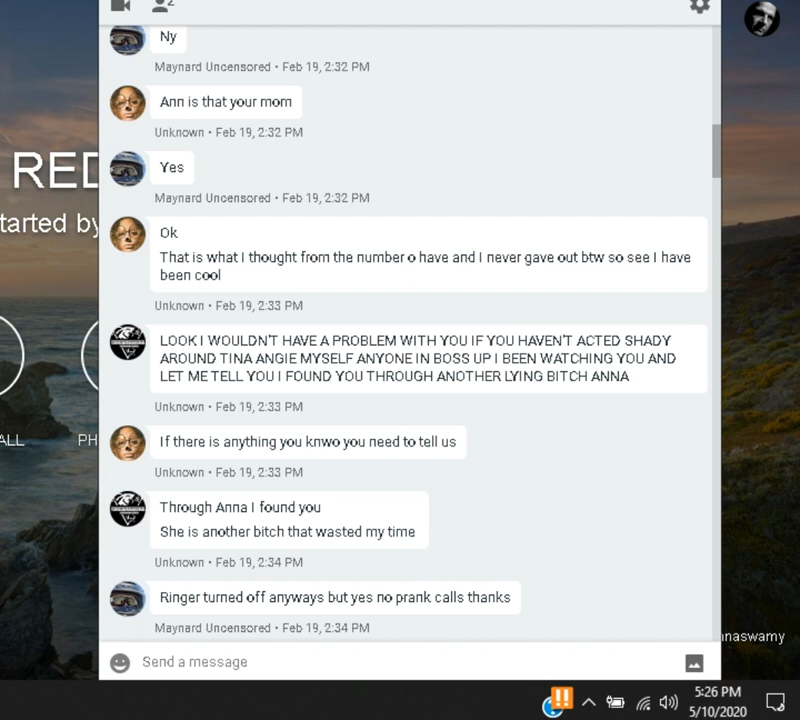 2
Ny
Maynard Uncensored • Feb 19, 2:32 PM
Ann is that your mom
Unknown • Feb 19, 2:32 PM
RED
Yes
tarted by
Maynard Uncensored • Feb 19, 2:32 PM
Ok
That is what I thought from the number o have and I never gave out btw so see I have
been cool
Unknown • Feb 19, 2:33 PM
LOOK I WOULDN'T HAVE A PROBLEM WITH YOU IF YOU HAVEN'T ACTED SHADY
AROUND TINA ANGIE MYSELF ANYONE IN BOSS UP I BEEN WATCHING YOU AND
LET ME TELL YOU I FOUND YOU THROUGH ANOTHER LYING BITCH ANNA
Unknown • Feb 19, 2:33 PM
ALL
PH
If there is anything you knwo you need to tell us
Unknown • Feb 19, 2:33 PM
Through Anna I found you
She is another bitch that wasted my time
Unknown • Feb 19, 2:34 PM
Ringer turned off anyways but yes no prank calls thanks
Maynard Uncensored • Feb 19, 2:34 PM
nnaswamy
Send a message
5:26 PM
5/10/2020